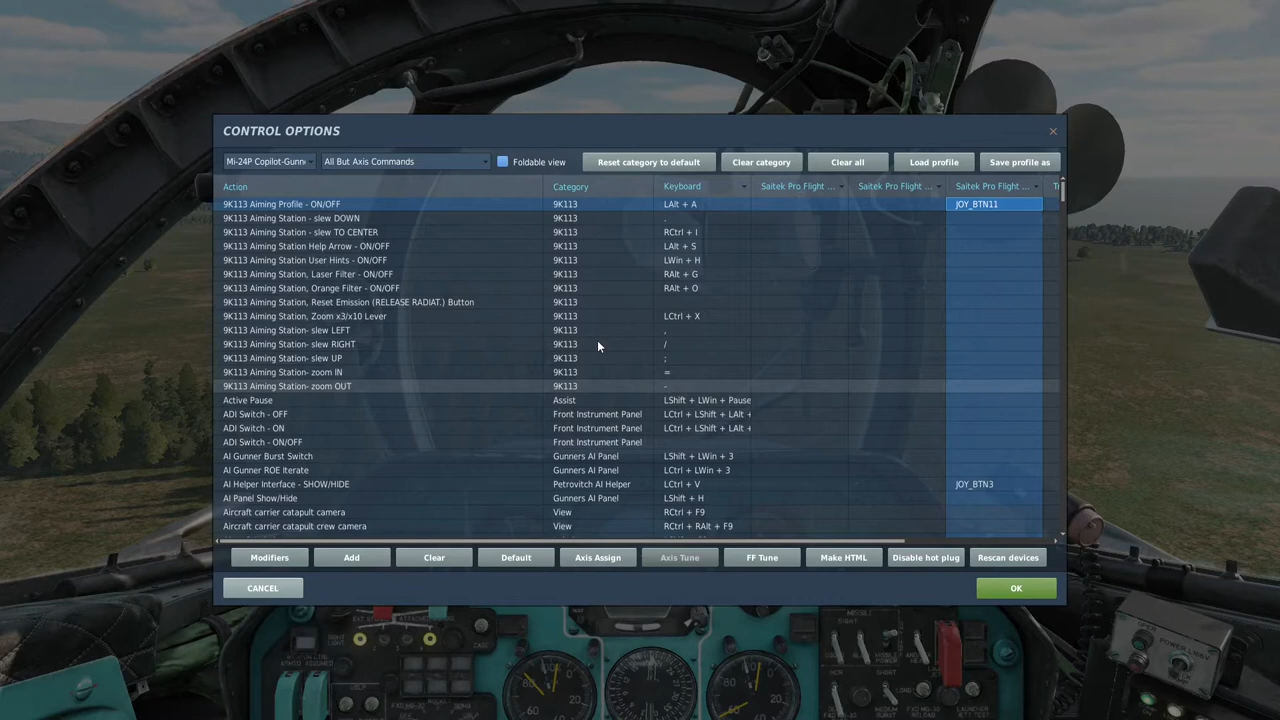 CONTROL OPTIONS ×
Mi-24P Copilot-Gunn All But Axis Commands Foldable view Reset category to default Clear category Clear all Load profile Save profile as
Action Category Keyboard Saitek Pro Flight ... Saitek Pro Flight ... Saitek Pro Flight ...
9K113 Aiming Profile - ON/OFF 9K113 LAlt + A JOY_BTN11
9K113 Aiming Station - slew DOWN 9K113 .
9K113 Aiming Station - slew TO CENTER 9K113 RCtrl + I
9K113 Aiming Station Help Arrow - ON/OFF 9K113 LAlt + S
9K113 Aiming Station User Hints - ON/OFF 9K113 LWin + H
9K113 Aiming Station, Laser Filter - ON/OFF 9K113 RAlt + G
9K113 Aiming Station, Orange Filter - ON/OFF 9K113 RAlt + O
9K113 Aiming Station, Reset Emission (RELEASE RADIAT.) Button 9K113
9K113 Aiming Station, Zoom x3/x10 Lever 9K113 LCtrl + X
9K113 Aiming Station- slew LEFT 9K113 ,
9K113 Aiming Station- slew RIGHT 9K113 /
9K113 Aiming Station- slew UP 9K113 ;
9K113 Aiming Station- zoom IN 9K113 =
9K113 Aiming Station- zoom OUT 9K113 -
Active Pause Assist LShift + LWin + Pause
ADI Switch - OFF Front Instrument Panel LCtrl + LShift + LAlt +
ADI Switch - ON Front Instrument Panel LCtrl + LShift + LAlt +
ADI Switch - ON/OFF Front Instrument Panel
AI Gunner Burst Switch Gunners AI Panel LShift + LWin + 3
AI Gunner ROE Iterate Gunners AI Panel LCtrl + LWin + 3
AI Helper Interface - SHOW/HIDE Petrovitch AI Helper LCtrl + V JOY_BTN3
AI Panel Show/Hide Gunners AI Panel LShift + H
Aircraft carrier catapult camera View RCtrl + F9
Aircraft carrier catapult crew camera View RCtrl + RAlt + F9
Modifiers Add Clear Default Axis Assign Axis Tune FF Tune Make HTML Disable hot plug Rescan devices
CANCEL OK